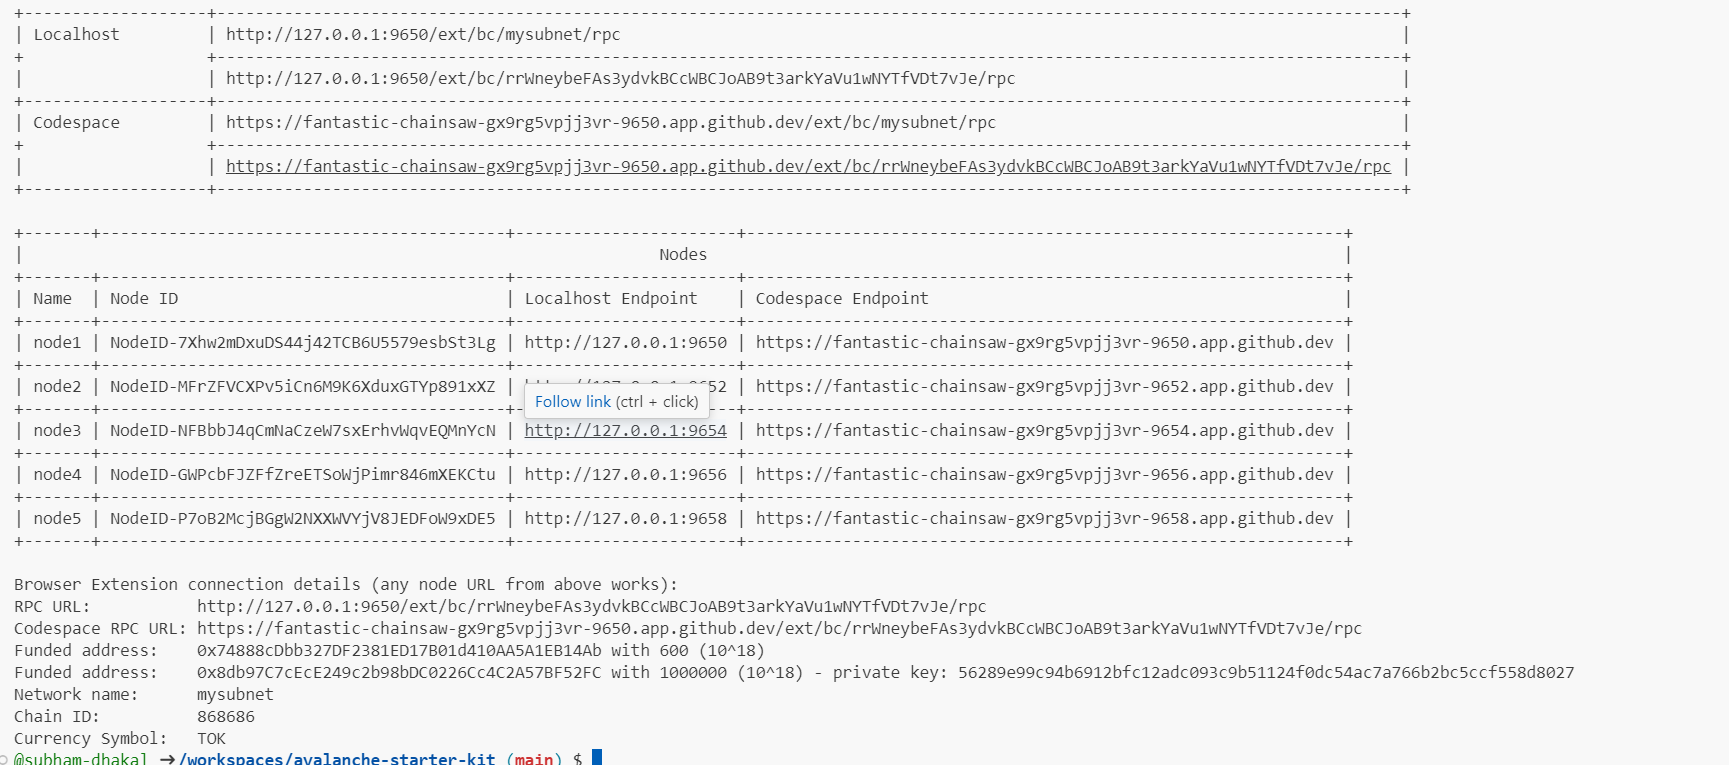 +-------------------+---------------------------------------------------------------------------------------------------------------------------+
| Localhost | http://127.0.0.1:9650/ext/bc/mysubnet/rpc |
+ +---------------------------------------------------------------------------------------------------------------------------+
| | http://127.0.0.1:9650/ext/bc/rrWneybeFAs3ydvkBCcWBCJoAB9t3arkYaVu1wNYTfVDt7vJe/rpc |
+-------------------+---------------------------------------------------------------------------------------------------------------------------+
| Codespace | https://fantastic-chainsaw-gx9rg5vpjj3vr-9650.app.github.dev/ext/bc/mysubnet/rpc |
+ +---------------------------------------------------------------------------------------------------------------------------+
| | https://fantastic-chainsaw-gx9rg5vpjj3vr-9650.app.github.dev/ext/bc/rrWneybeFAs3ydvkBCcWBCJoAB9t3arkYaVu1wNYTfVDt7vJe/rpc |
+-------------------+---------------------------------------------------------------------------------------------------------------------------+
+-------+------------------------------------------+-----------------------+--------------------------------------------------------------+
| Nodes |
+-------+------------------------------------------+-----------------------+--------------------------------------------------------------+
| Name | Node ID | Localhost Endpoint | Codespace Endpoint |
+-------+------------------------------------------+-----------------------+--------------------------------------------------------------+
| node1 | NodeID-7Xhw2mDxuDS44j42TCB6U5579esbSt3Lg | http://127.0.0.1:9650 | https://fantastic-chainsaw-gx9rg5vpjj3vr-9650.app.github.dev |
+-------+------------------------------------------+-----------------------+--------------------------------------------------------------+
| node2 | NodeID-MFrZFVCXPv5iCn6M9K6XduxGTYp891xXZ | http://127.0.0.1:9652 | https://fantastic-chainsaw-gx9rg5vpjj3vr-9652.app.github.dev |
Follow link (ctrl + click)
+-------+------------------------------------------+-----------------------+--------------------------------------------------------------+
| node3 | NodeID-NFBbbJ4qCmNaCzeW7sxErhvWqvEQMnYcN | http://127.0.0.1:9654 | https://fantastic-chainsaw-gx9rg5vpjj3vr-9654.app.github.dev |
+-------+------------------------------------------+-----------------------+--------------------------------------------------------------+
| node4 | NodeID-GWPcbFJZFfZreETSoWjPimr846mXEKCtu | http://127.0.0.1:9656 | https://fantastic-chainsaw-gx9rg5vpjj3vr-9656.app.github.dev |
+-------+------------------------------------------+-----------------------+--------------------------------------------------------------+
| node5 | NodeID-P7oB2McjBGgW2NXXWVYjV8JEDFoW9xDE5 | http://127.0.0.1:9658 | https://fantastic-chainsaw-gx9rg5vpjj3vr-9658.app.github.dev |
+-------+------------------------------------------+-----------------------+--------------------------------------------------------------+
Browser Extension connection details (any node URL from above works):
RPC URL: http://127.0.0.1:9650/ext/bc/rrWneybeFAs3ydvkBCcWBCJoAB9t3arkYaVu1wNYTfVDt7vJe/rpc
Codespace RPC URL: https://fantastic-chainsaw-gx9rg5vpjj3vr-9650.app.github.dev/ext/bc/rrWneybeFAs3ydvkBCcWBCJoAB9t3arkYaVu1wNYTfVDt7vJe/rpc
Funded address: 0x74888cDbb327DF2381ED17B01d410AA5A1EB14Ab with 600 (10^18)
Funded address: 0x8db97C7cEcE249c2b98bDC0226Cc4C2A57BF52FC with 1000000 (10^18) - private key: 56289e99c94b6912bfc12adc093c9b51124f0dc54ac7a766b2bc5ccf558d8027
Network name: mysubnet
Chain ID: 868686
Currency Symbol: TOK
@subham-dhakal ➜/workspaces/avalanche-starter-kit (main) $